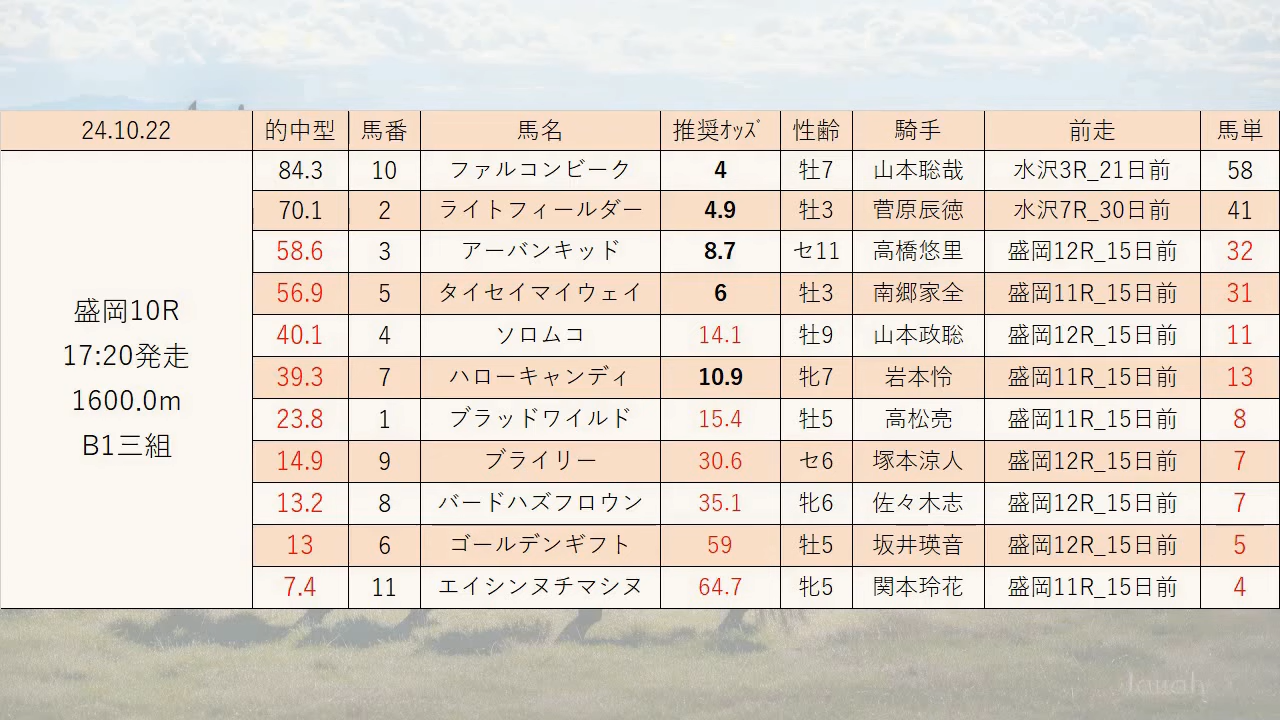 24.10.22 的中型 馬番 馬名 推奨ｵｯｽﾞ 性齢 騎手 前走 馬単
盛岡10R
17:20発走
1600.0m
B1三組
84.3 10 ファルコンビーク 4 牡7 山本聡哉 水沢3R_21日前 58
70.1 2 ライトフィールダー 4.9 牡3 菅原辰徳 水沢7R_30日前 41
58.6 3 アーバンキッド 8.7 セ11 高橋悠里 盛岡12R_15日前 32
56.9 5 タイセイマイウェイ 6 牡3 南郷家全 盛岡11R_15日前 31
40.1 4 ソロムコ 14.1 牡9 山本政聡 盛岡12R_15日前 11
39.3 7 ハローキャンディ 10.9 牝7 岩本怜 盛岡11R_15日前 13
23.8 1 ブラッドワイルド 15.4 牡5 高松亮 盛岡11R_15日前 8
14.9 9 ブライリー 30.6 セ6 塚本涼人 盛岡12R_15日前 7
13.2 8 バードハズフロウン 35.1 牝6 佐々木志 盛岡12R_15日前 7
13 6 ゴールデンギフト 59 牡5 坂井瑛音 盛岡12R_15日前 5
7.4 11 エイシンヌチマシヌ 64.7 牝5 関本玲花 盛岡11R_15日前 4